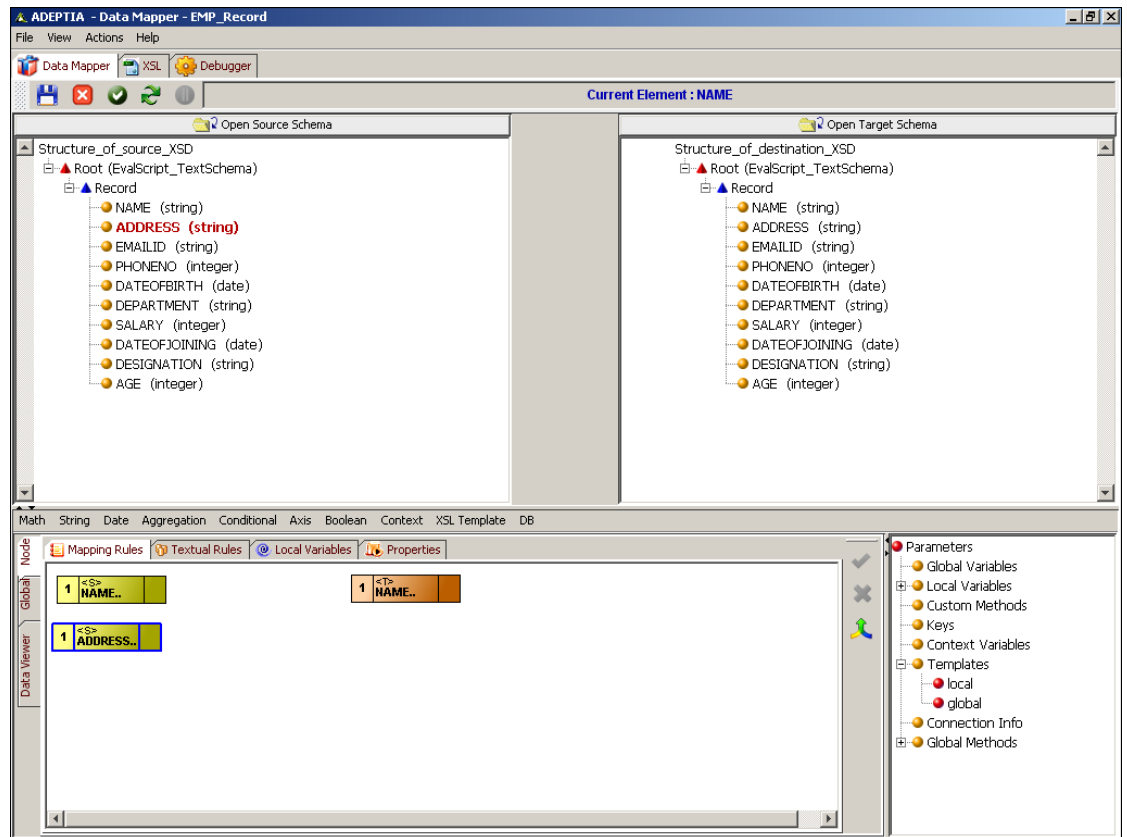 ADEPTIA - Data Mapper - EMP_Record
File View Actions Help
Data Mapper XSL Debugger
Current Element : NAME
Open Source Schema
Open Target Schema
Structure_of_source_XSD
Root (EvalScript_TextSchema)
Record
NAME (string)
ADDRESS (string)
EMAILID (string)
PHONENO (integer)
DATEOFBIRTH (date)
DEPARTMENT (string)
SALARY (integer)
DATEOFJOINING (date)
DESIGNATION (string)
AGE (integer)
Structure_of_destination_XSD
Root (EvalScript_TextSchema)
Record
NAME (string)
ADDRESS (string)
EMAILID (string)
PHONENO (integer)
DATEOFBIRTH (date)
DEPARTMENT (string)
SALARY (integer)
DATEOFJOINING (date)
DESIGNATION (string)
AGE (integer)
Math String Date Aggregation Conditional Axis Boolean Context XSL Template DB
Node
Global
Data Viewer
Mapping Rules Textual Rules Local Variables Properties
1 <S>
NAME..
1 <T>
NAME..
1 <S>
ADDRESS..
Parameters
Global Variables
Local Variables
Custom Methods
Keys
Context Variables
Templates
local
global
Connection Info
Global Methods